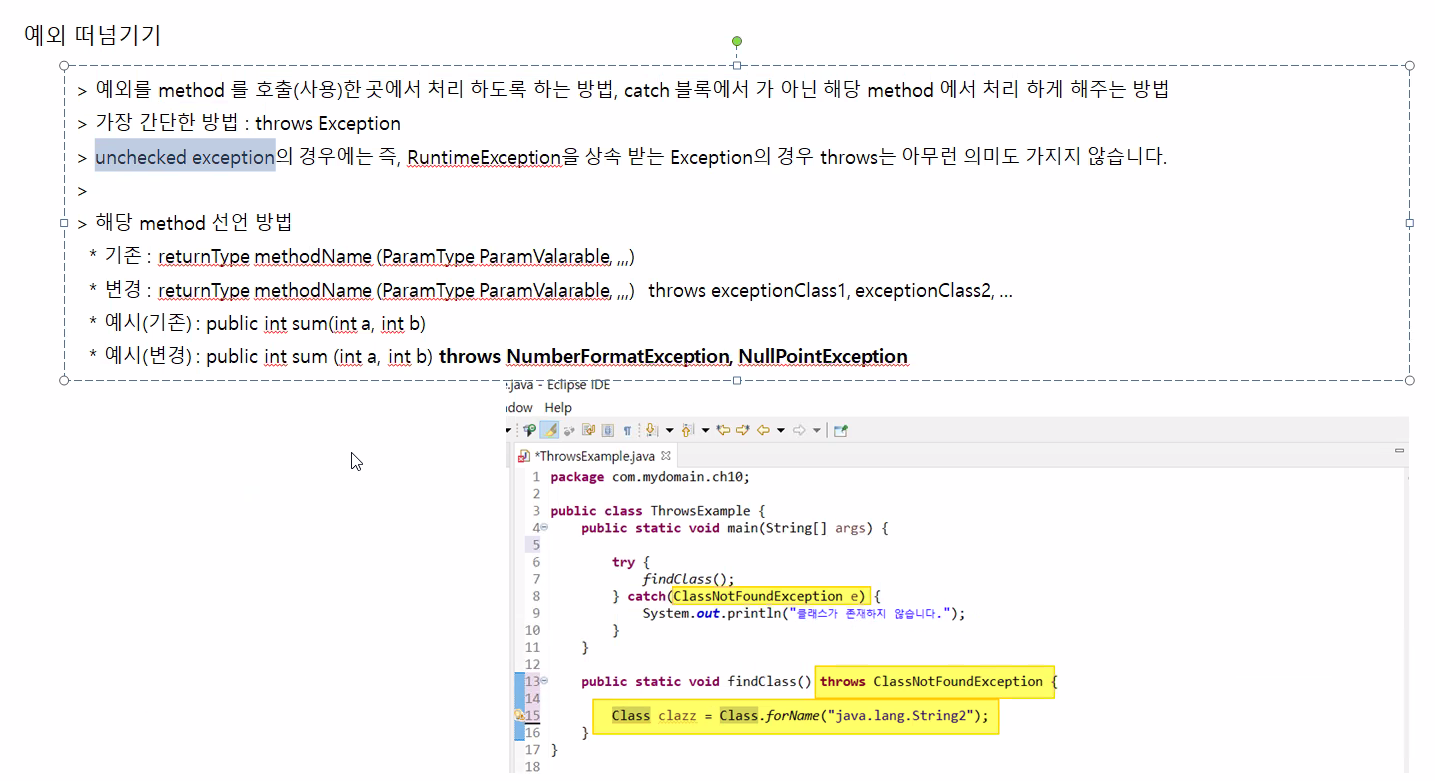 예외 떠넘기기
> 예외를 method 를 호출(사용)한 곳에서 처리 하도록 하는 방법, catch 블록에서 가 아닌 해당 method 에서 처리 하게 해주는 방법
> 가장 간단한 방법 : throws Exception
> unchecked exception의 경우에는 즉, RuntimeException을 상속 받는 Exception의 경우 throws는 아무런 의미도 가지지 않습니다.
>
> 해당 method 선언 방법
* 기존 : returnType methodName (ParamType ParamValarable, ,,,)
* 변경 : returnType methodName (ParamType ParamValarable, ,,,) throws exceptionClass1, exceptionClass2, ...
* 예시(기존) : public int sum(int a, int b)
* 예시(변경) : public int sum (int a, int b) throws NumberFormatException, NullPointException
.java - Eclipse IDE
ndow Help
*ThrowsExample.java
1 package com.mydomain.ch10;
2
3 public class ThrowsExample {
4 public static void main(String[] args) {
5
6 try {
7 findClass();
8 } catch(ClassNotFoundException e) {
9 System.out.println("클래스가 존재하지 않습니다.");
10 }
11 }
12
13 public static void findClass() throws ClassNotFoundException {
14
15 Class clazz = Class.forName("java.lang.String2");
16 }
17 }
18